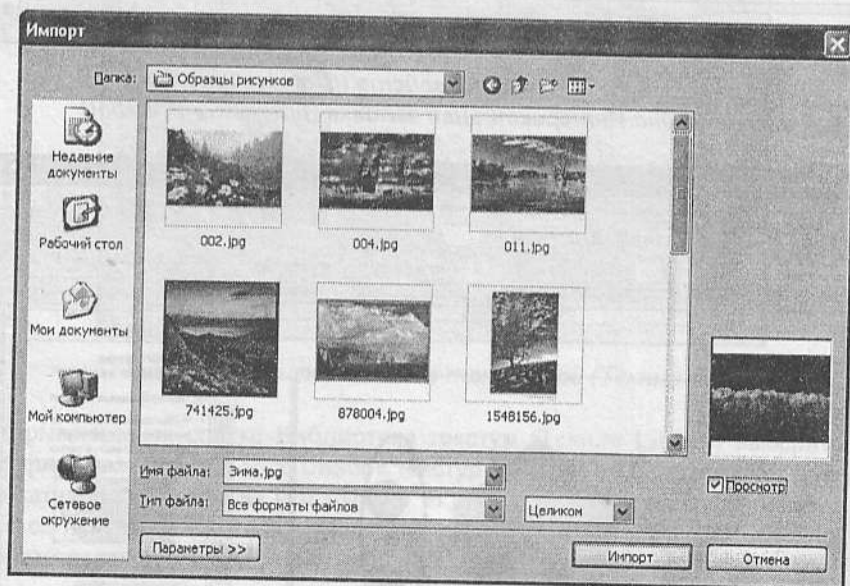 Импорт
Папка: Образцы рисунков
Недавние
документы
Рабочий стол
Мои документы
Мой компьютер
Сетевое
окружение
002.jpg
004.jpg
011.jpg
741425.jpg
878004.jpg
1548156.jpg
Имя файла: Зима.jpg
Тип файла: Все форматы файлов
Целиком
Просмотр
Параметры >>
Импорт
Отмена